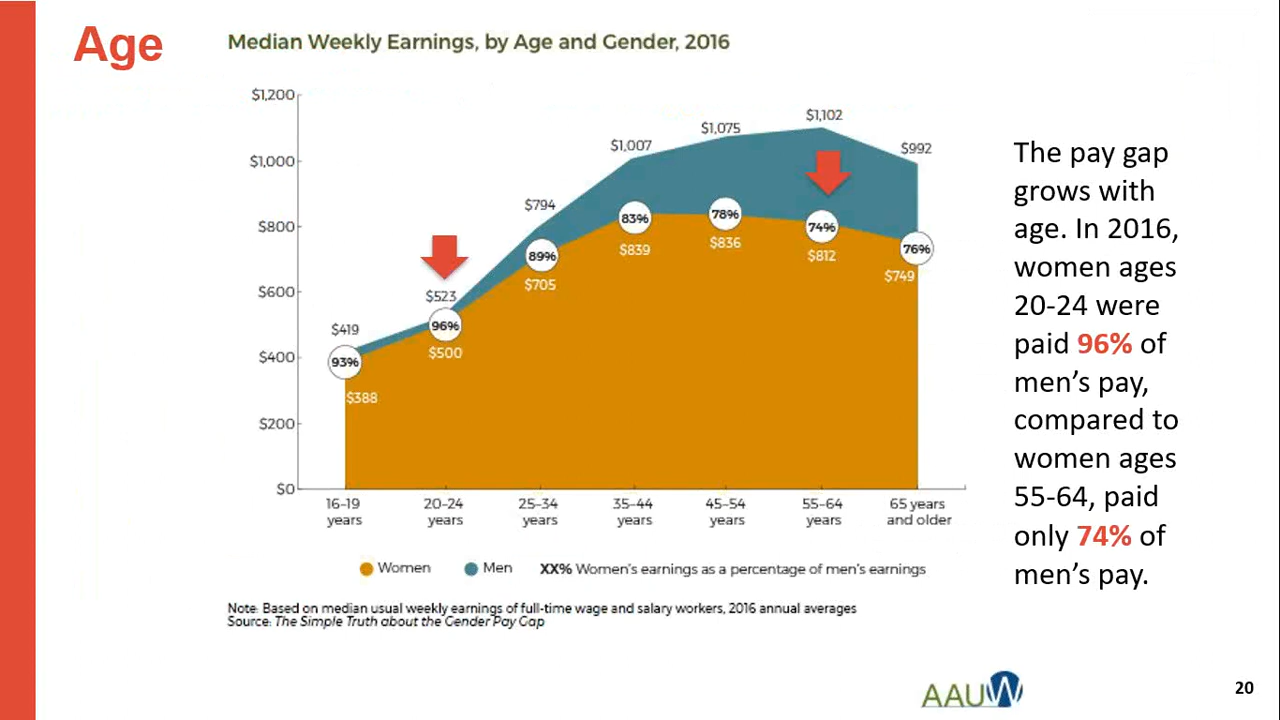 Age
Median Weekly Earnings, by Age and Gender, 2016
$1,200
$1,000
$800
$600
$400
$200
$0
$419
$523
$794
$1,007
$1,075
$1,102
$992
93%
96%
89%
83%
78%
74%
76%
$388
$500
$705
$839
$836
$812
$749
16-19 years
20-24 years
25-34 years
35-44 years
45-54 years
55-64 years
65 years and older
Women
Men
XX% Women's earnings as a percentage of men's earnings
Note: Based on median usual weekly earnings of full-time wage and salary workers, 2016 annual averages
Source: The Simple Truth about the Gender Pay Gap
The pay gap
grows with
age. In 2016,
women ages
20-24 were
paid 96% of
men's pay,
compared to
women ages
55-64, paid
only 74% of
men's pay.
AAUW
20